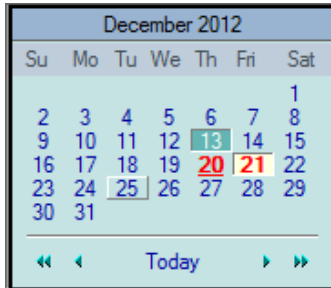 December 2012
Su Mo Tu We Th Fri Sat
1
2 3 4 5 6 7 8
9 10 11 12 13 14 15
16 17 18 19 20 21 22
23 24 25 26 27 28 29
30 31
Today